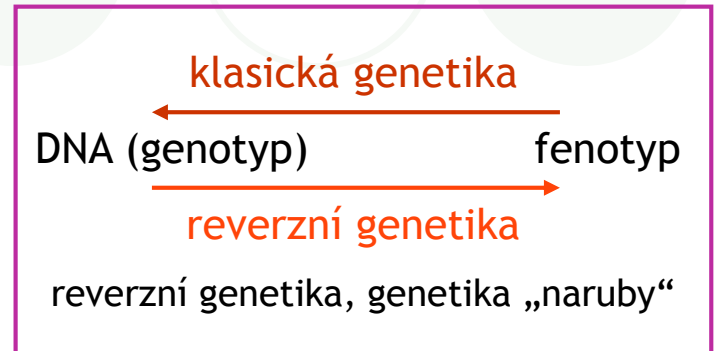 klasická genetika
DNA (genotyp) fenotyp
reverzní genetika
reverzní genetika, genetika „naruby“